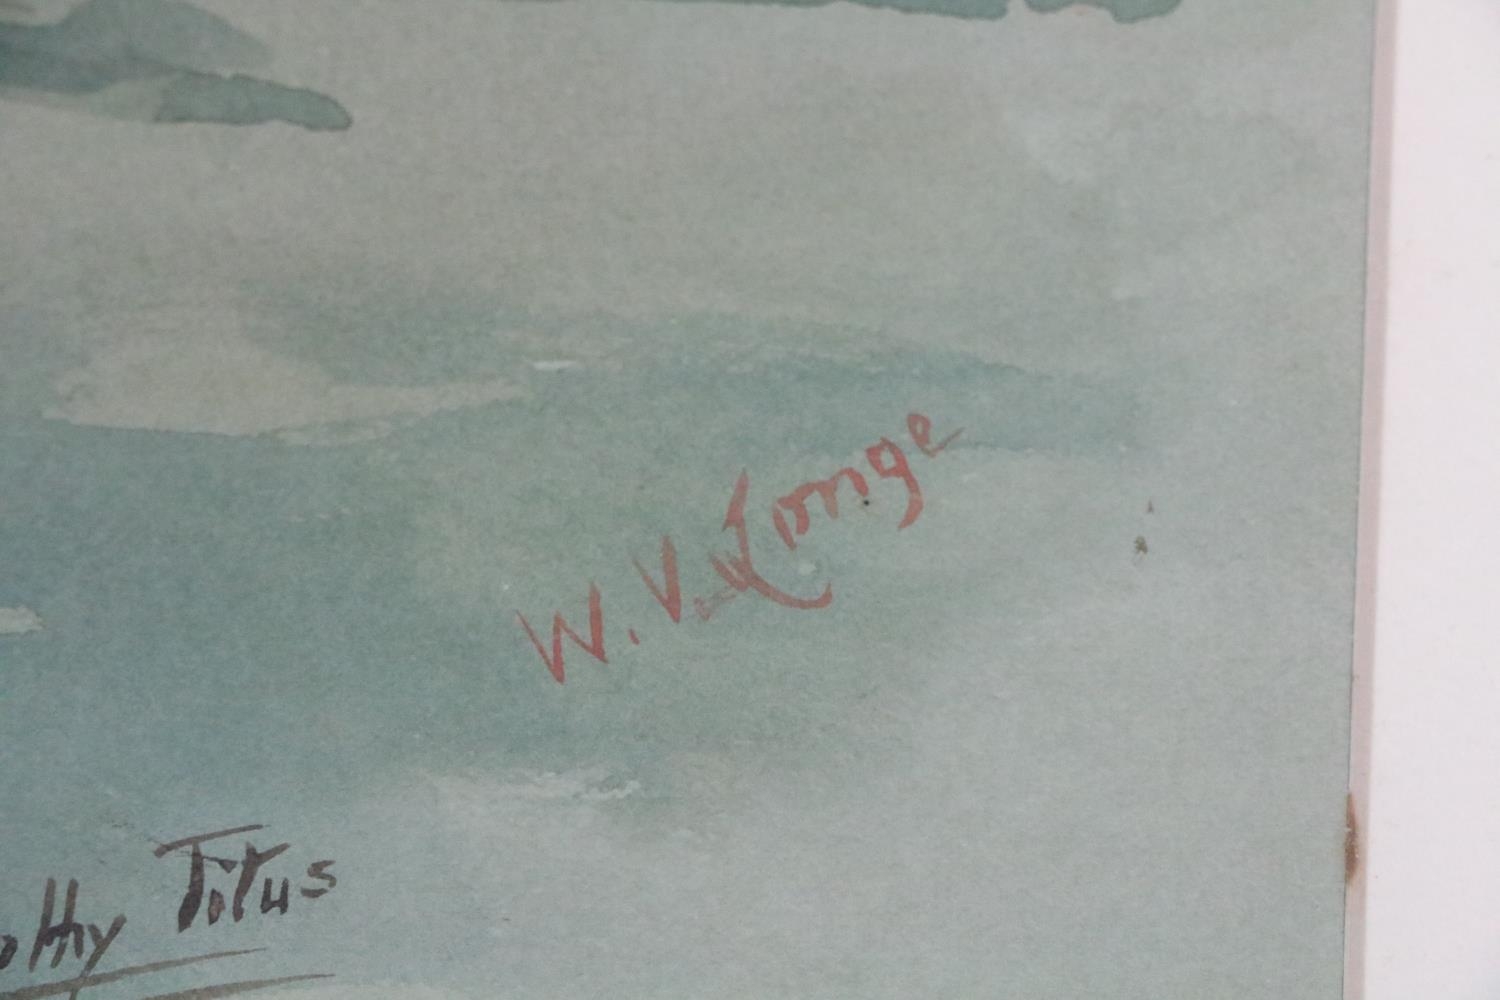 W. V. Longe
othy Titus